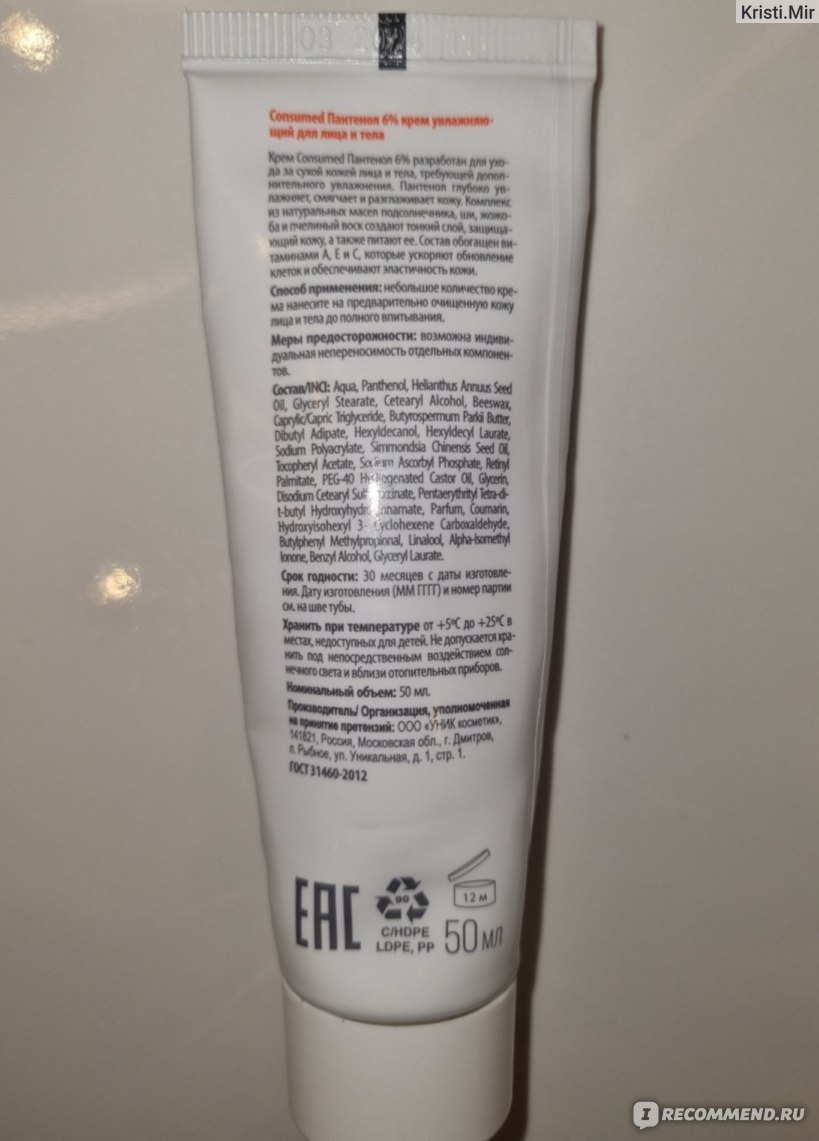 Kristi.Mir
03 2
Consumed Пантенол 6% крем увлажняю-
щий для лица и тела
Крем Consumed Пантенол 6% разработан для ухо-
да за сухой кожей лица и тела, требующей допол-
нительного увлажнения. Пантенол глубоко ув-
лажняет, смягчает и разглаживает кожу. Комплекс
из натуральных масел подсолнечника, ши, жожо-
ба и пчелиный воск создают тонкий слой, защища-
ющий кожу, а также питают ее. Состав обогащен ви-
таминами А, Е и С, которые ускоряют обновление
клеток и обеспечивают эластичность кожи.
Способ применения: небольшое количество кре-
ма нанесите на предварительно очищенную кожу
лица и тела до полного впитывания.
Меры предосторожности: возможна индиви-
дуальная непереносимость отдельных компонен-
тов.
Состав/INCI: Aqua, Panthenol, Helianthus Annuus Seed
Oil, Glyceryl Stearate, Cetearyl Alcohol, Beeswax,
Caprylic/Capric Triglyceride, Butyrospermum Parkii Butter,
Dibutyl Adipate, Hexyldecanol, Hexyldecyl Laurate,
Sodium Polyacrylate, Simmondsia Chinensis Seed Oil,
Tocopheryl Acetate, Sodium Ascorbyl Phosphate, Retinyl
Palmitate, PEG-40 Hydrogenated Castor Oil, Glycerin,
Disodium Cetearyl Sulfosuccinate, Pentaerythrityl Tetra-di-
t-butyl Hydroxyhydrocinnamate, Parfum, Coumarin,
Hydroxyisohexyl 3- Cyclohexene Carboxaldehyde,
Butylphenyl Methylpropional, Linalool, Alpha-Isomethyl
Ionone, Benzyl Alcohol, Glyceryl Laurate.
Срок годности: 30 месяцев с даты изготовле-
ния. Дату изготовления (ММ ГГГГ) и номер партии
см. на шве тубы.
Хранить при температуре от +5ºС до +25ºС в
местах, недоступных для детей. Не допускается хра-
нить под непосредственным воздействием сол-
нечного света и вблизи отопительных приборов.
Номинальный объем: 50 мл.
Производитель/ Организация, уполномоченная
на принятие претензий: ООО «УНИК косметик»,
141821, Россия, Московская обл., г. Дмитров,
п. Рыбное, ул. Уникальная, д. 1, стр. 1.
ГОСТ 31460-2012
EAC
90
C/HDPE
LDPE, PP
12 м
50 мл
IRECOMMEND.RU